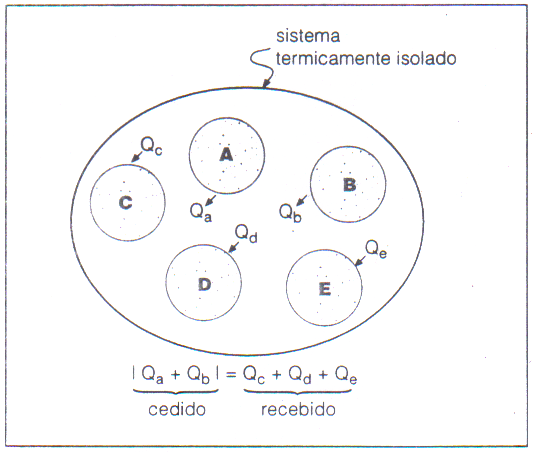 sistema
termicamente isolado
A
Q_c
B
C
Q_a
Q_b
Q_d
Q_e
D
E
| Q_a + Q_b | = Q_c + Q_d + Q_e
cedido recebido